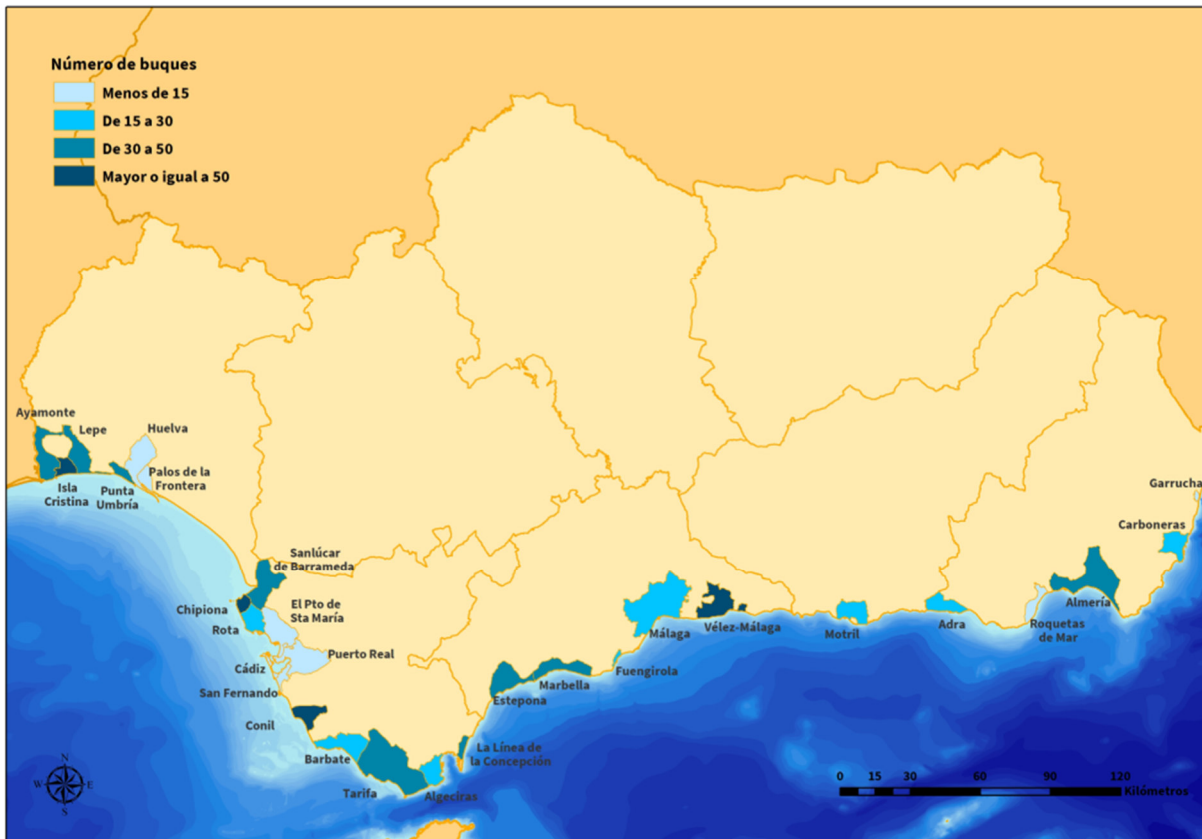 Número de buques
Menos de 15
De 15 a 30
De 30 a 50
Mayor o igual a 50
Ayamonte
Lepe
Huelva
Isla
Cristina
Punta
Umbría
Palos de la
Frontera
Sanlúcar
de Barrameda
Chipiona
Rota
El Pto de
Sta María
Cádiz
Puerto Real
San Fernando
Conil
Barbate
Tarifa
Algeciras
La Línea de
la Concepción
Estepona
Marbella
Fuengirola
Málaga
Vélez-Málaga
Motril
Adra
Roquetas
de Mar
Almería
Carboneras
Garrucha
N
W
E
S
0 15 30 60 90 120
Kilómetros